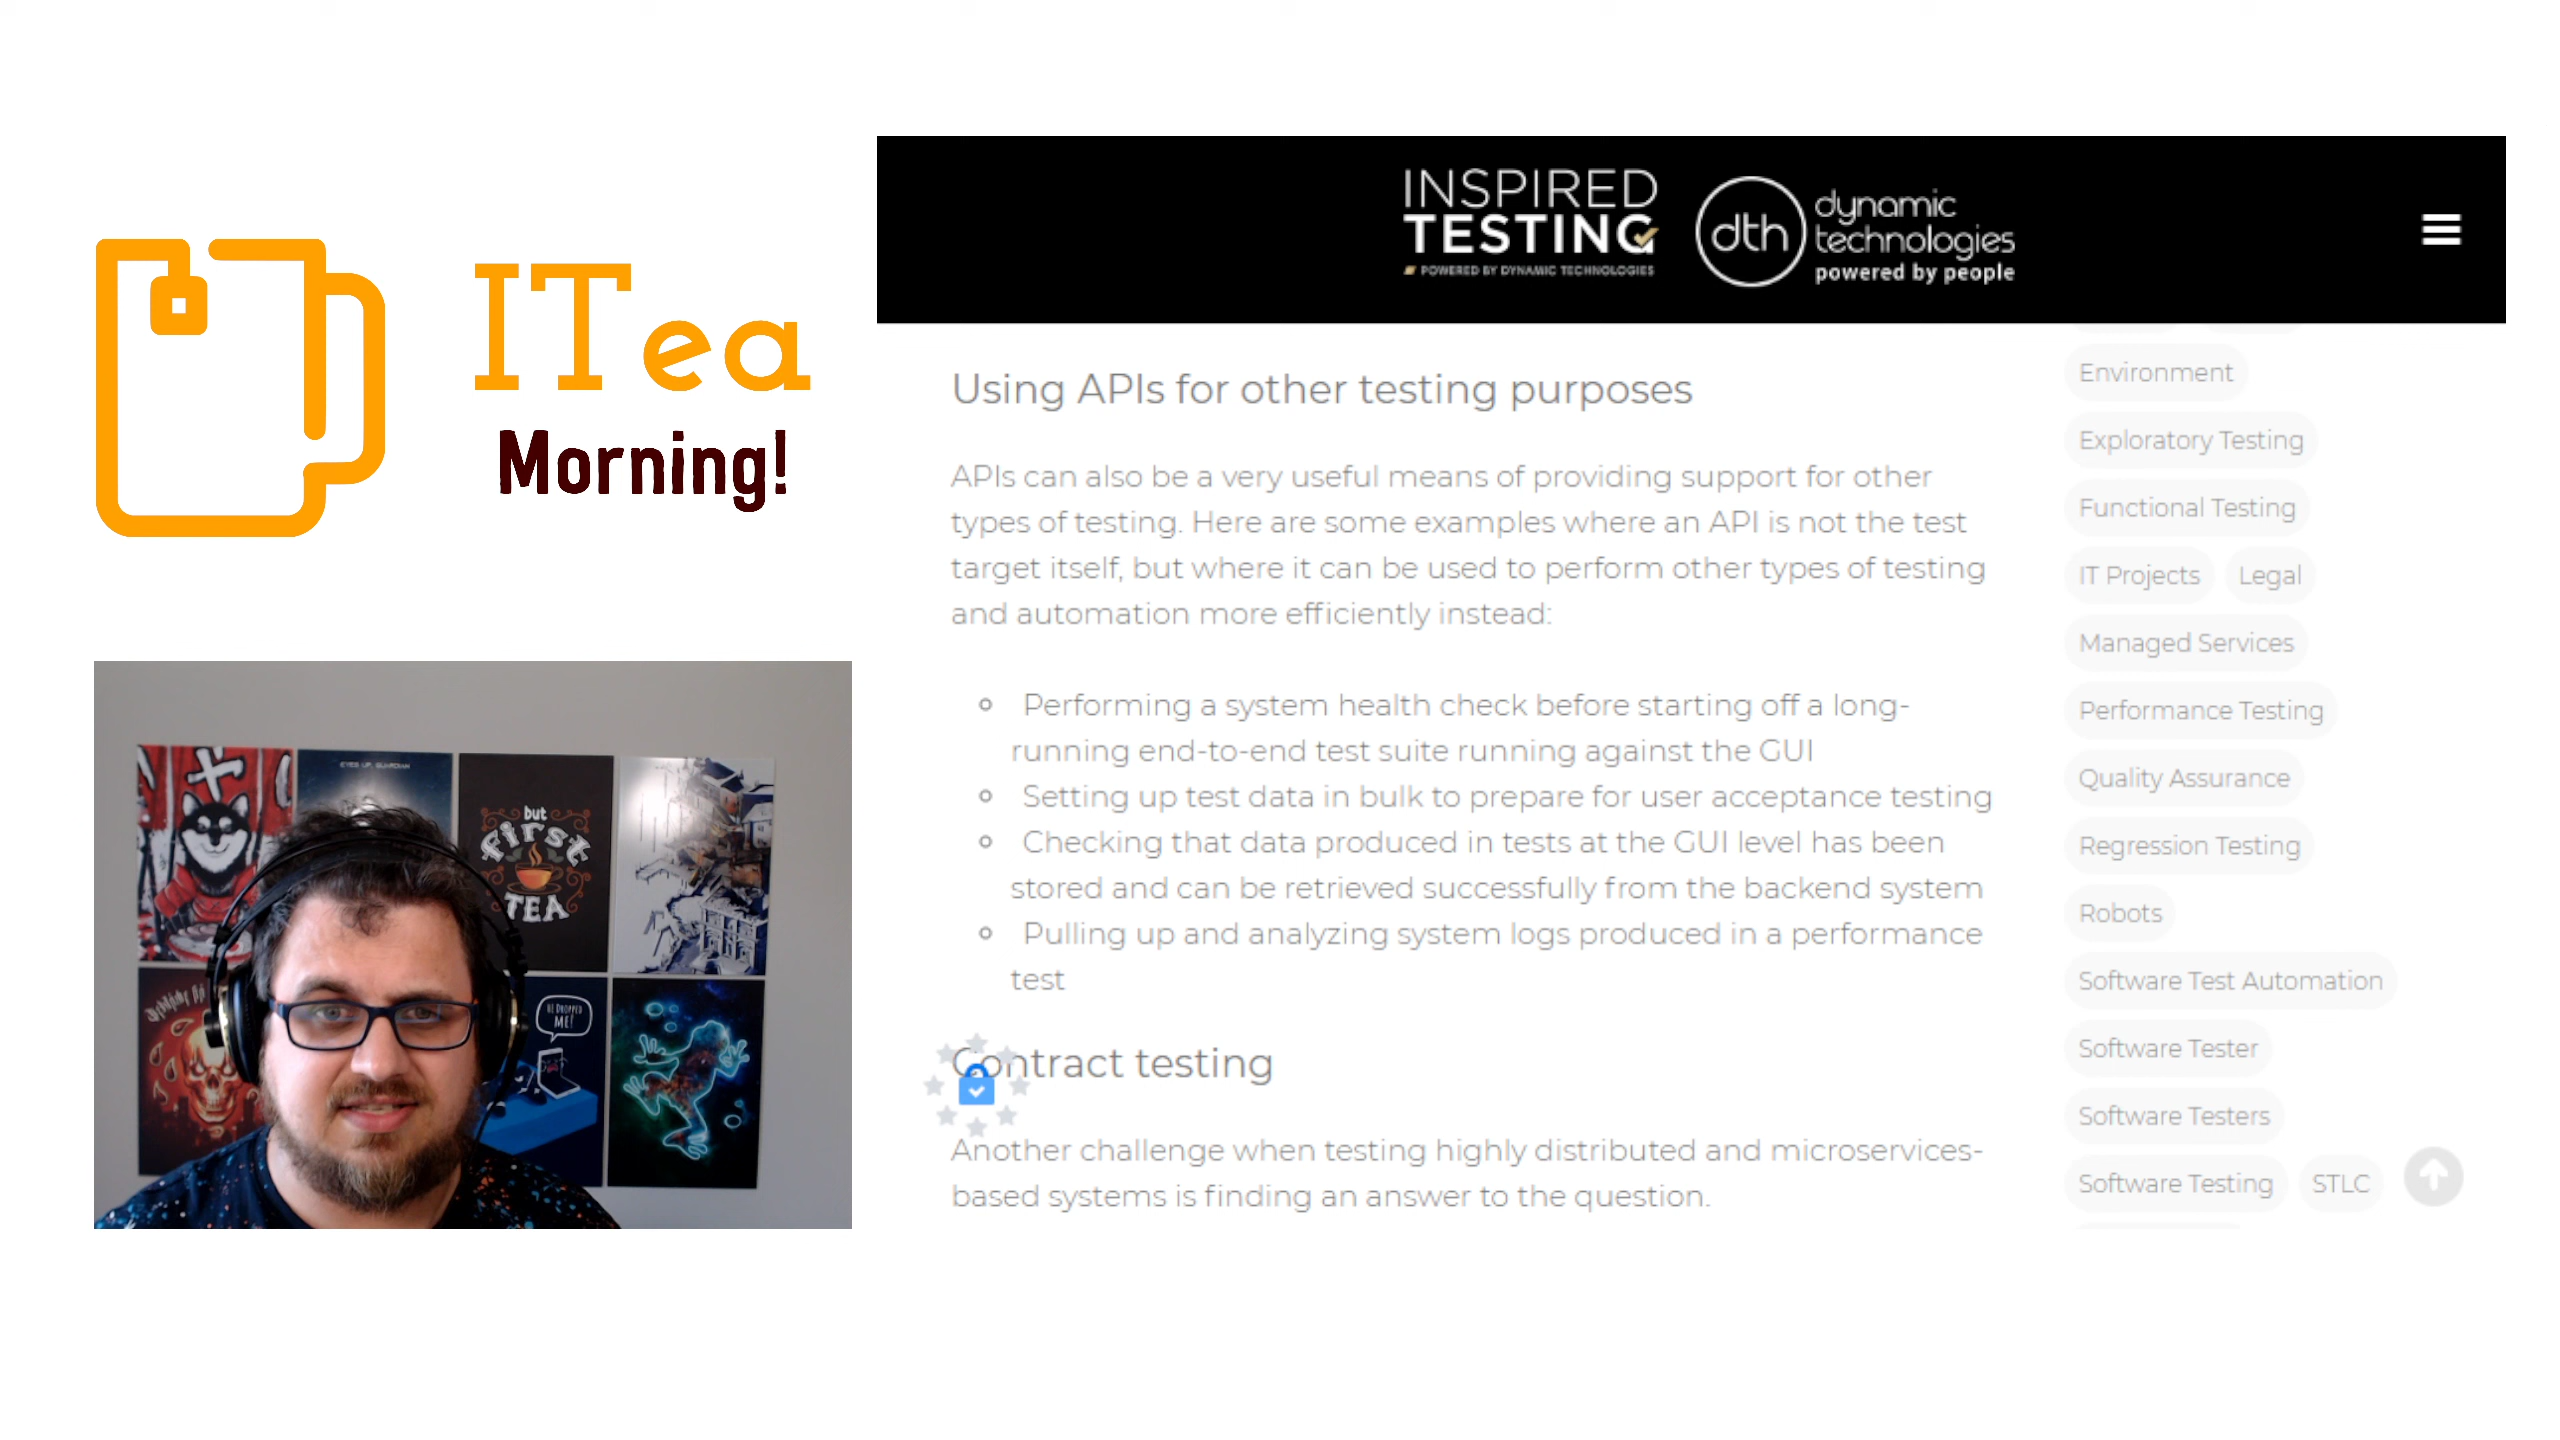 ITea
Morning!
EYES UP, GUARDIAN
but
first
TEA
HE DROPPED
ME!
INSPIRED
TESTING
POWERED BY DYNAMIC TECHNOLOGIES
dth
dynamic
technologies
powered by people
Using APIs for other testing purposes
APIs can also be a very useful means of providing support for other
types of testing. Here are some examples where an API is not the test
target itself, but where it can be used to perform other types of testing
and automation more efficiently instead:
Performing a system health check before starting off a long-
running end-to-end test suite running against the GUI
Setting up test data in bulk to prepare for user acceptance testing
Checking that data produced in tests at the GUI level has been
stored and can be retrieved successfully from the backend system
Pulling up and analyzing system logs produced in a performance
test
Contract testing
Another challenge when testing highly distributed and microservices-
based systems is finding an answer to the question.
Environment
Exploratory Testing
Functional Testing
IT Projects Legal
Managed Services
Performance Testing
Quality Assurance
Regression Testing
Robots
Software Test Automation
Software Tester
Software Testers
Software Testing STLC